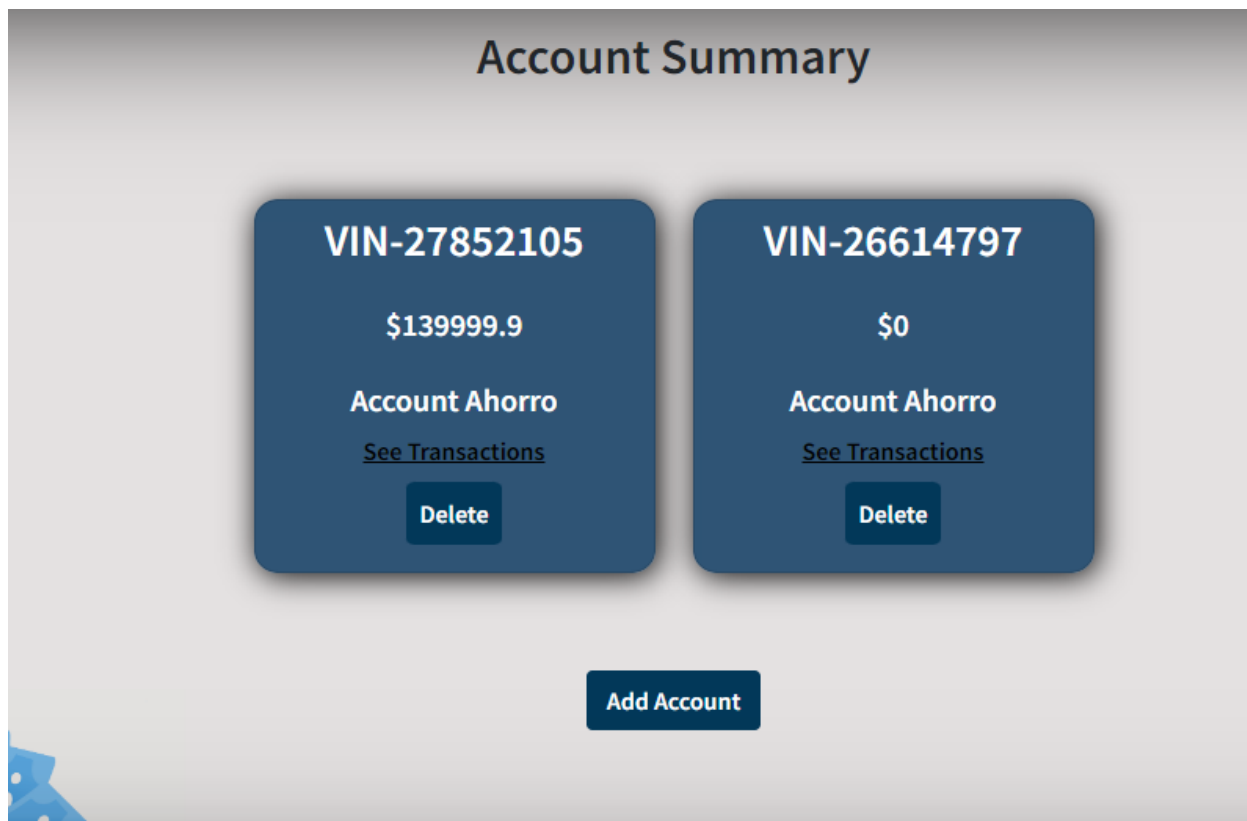 Account Summary
VIN-27852105
$139999.9
Account Ahorro
See Transactions
Delete
VIN-26614797
$0
Account Ahorro
See Transactions
Delete
Add Account